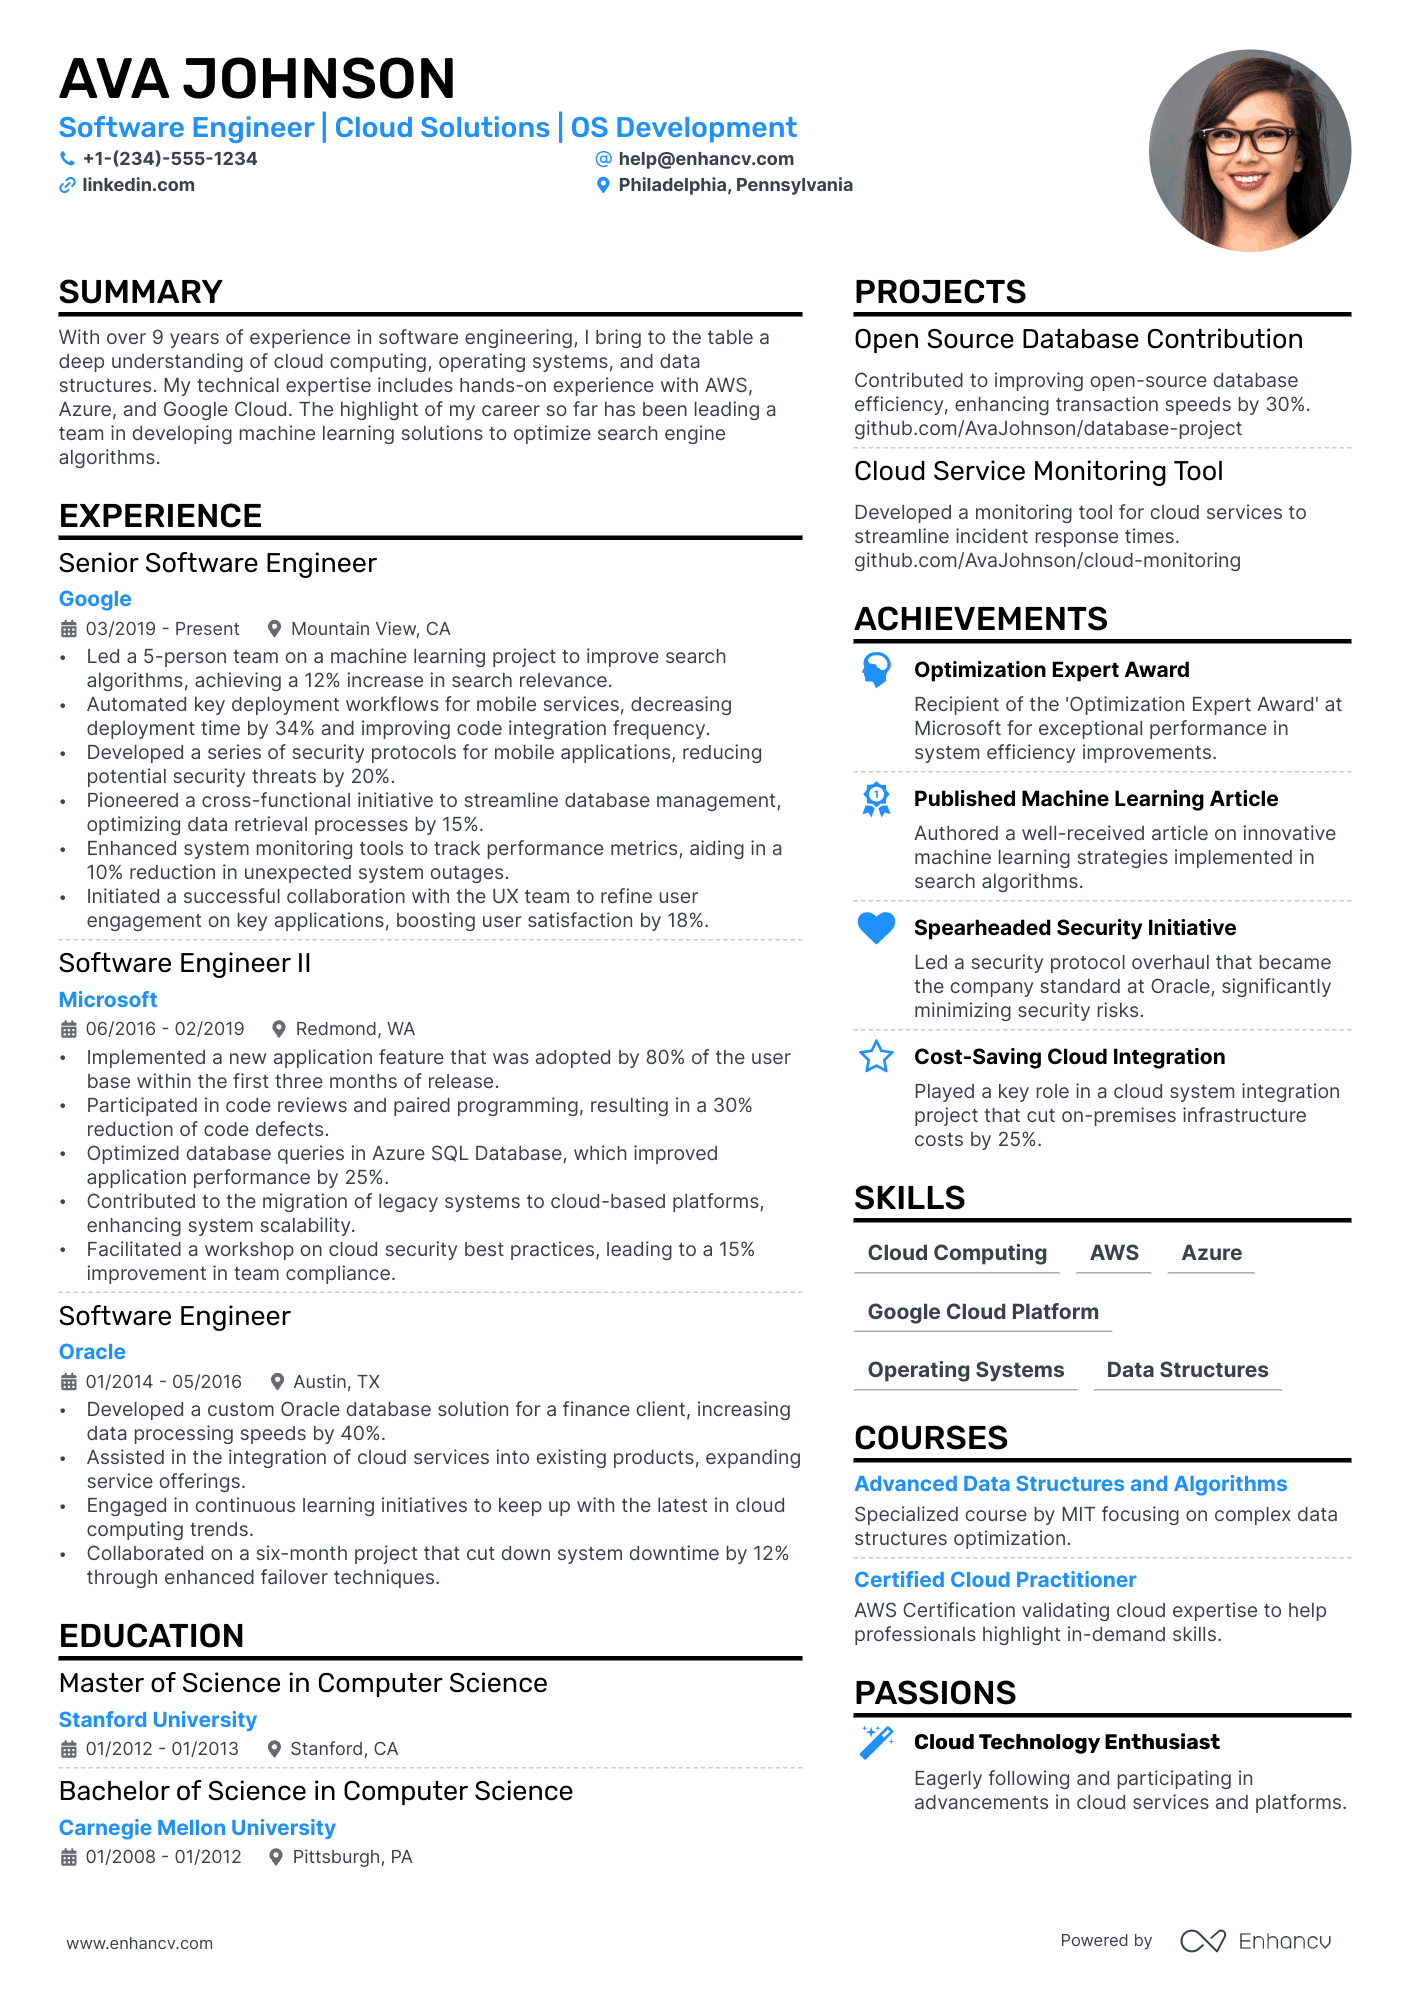 AVA JOHNSON
Software Engineer | Cloud Solutions | OS Development
+1-(234)-555-1234
help@enhancv.com
linkedin.com
Philadelphia, Pennsylvania
SUMMARY
With over 9 years of experience in software engineering, I bring to the table a
deep understanding of cloud computing, operating systems, and data
structures. My technical expertise includes hands-on experience with AWS,
Azure, and Google Cloud. The highlight of my career so far has been leading a
team in developing machine learning solutions to optimize search engine
algorithms.
EXPERIENCE
Senior Software Engineer
Google
03/2019 - Present Mountain View, CA
• Led a 5-person team on a machine learning project to improve search
algorithms, achieving a 12% increase in search relevance.
• Automated key deployment workflows for mobile services, decreasing
deployment time by 34% and improving code integration frequency.
• Developed a series of security protocols for mobile applications, reducing
potential security threats by 20%.
• Pioneered a cross-functional initiative to streamline database management,
optimizing data retrieval processes by 15%.
• Enhanced system monitoring tools to track performance metrics, aiding in a
10% reduction in unexpected system outages.
• Initiated a successful collaboration with the UX team to refine user
engagement on key applications, boosting user satisfaction by 18%.
Software Engineer II
Microsoft
06/2016 - 02/2019 Redmond, WA
• Implemented a new application feature that was adopted by 80% of the user
base within the first three months of release.
• Participated in code reviews and paired programming, resulting in a 30%
reduction of code defects.
• Optimized database queries in Azure SQL Database, which improved
application performance by 25%.
• Contributed to the migration of legacy systems to cloud-based platforms,
enhancing system scalability.
• Facilitated a workshop on cloud security best practices, leading to a 15%
improvement in team compliance.
Software Engineer
Oracle
01/2014 - 05/2016 Austin, TX
• Developed a custom Oracle database solution for a finance client, increasing
data processing speeds by 40%.
• Assisted in the integration of cloud services into existing products, expanding
service offerings.
• Engaged in continuous learning initiatives to keep up with the latest in cloud
computing trends.
• Collaborated on a six-month project that cut down system downtime by 12%
through enhanced failover techniques.
EDUCATION
Master of Science in Computer Science
Stanford University
01/2012 - 01/2013 Stanford, CA
Bachelor of Science in Computer Science
Carnegie Mellon University
01/2008 - 01/2012 Pittsburgh, PA
PROJECTS
Open Source Database Contribution
Contributed to improving open-source database
efficiency, enhancing transaction speeds by 30%.
github.com/AvaJohnson/database-project
Cloud Service Monitoring Tool
Developed a monitoring tool for cloud services to
streamline incident response times.
github.com/AvaJohnson/cloud-monitoring
ACHIEVEMENTS
Optimization Expert Award
Recipient of the 'Optimization Expert Award' at
Microsoft for exceptional performance in
system efficiency improvements.
1
Published Machine Learning Article
Authored a well-received article on innovative
machine learning strategies implemented in
search algorithms.
Spearheaded Security Initiative
Led a security protocol overhaul that became
the company standard at Oracle, significantly
minimizing security risks.
Cost-Saving Cloud Integration
Played a key role in a cloud system integration
project that cut on-premises infrastructure
costs by 25%.
SKILLS
Cloud Computing AWS Azure
Google Cloud Platform
Operating Systems Data Structures
COURSES
Advanced Data Structures and Algorithms
Specialized course by MIT focusing on complex data
structures optimization.
Certified Cloud Practitioner
AWS Certification validating cloud expertise to help
professionals highlight in-demand skills.
PASSIONS
Cloud Technology Enthusiast
Eagerly following and participating in
advancements in cloud services and platforms.
www.enhancv.com
Powered by Enhancv